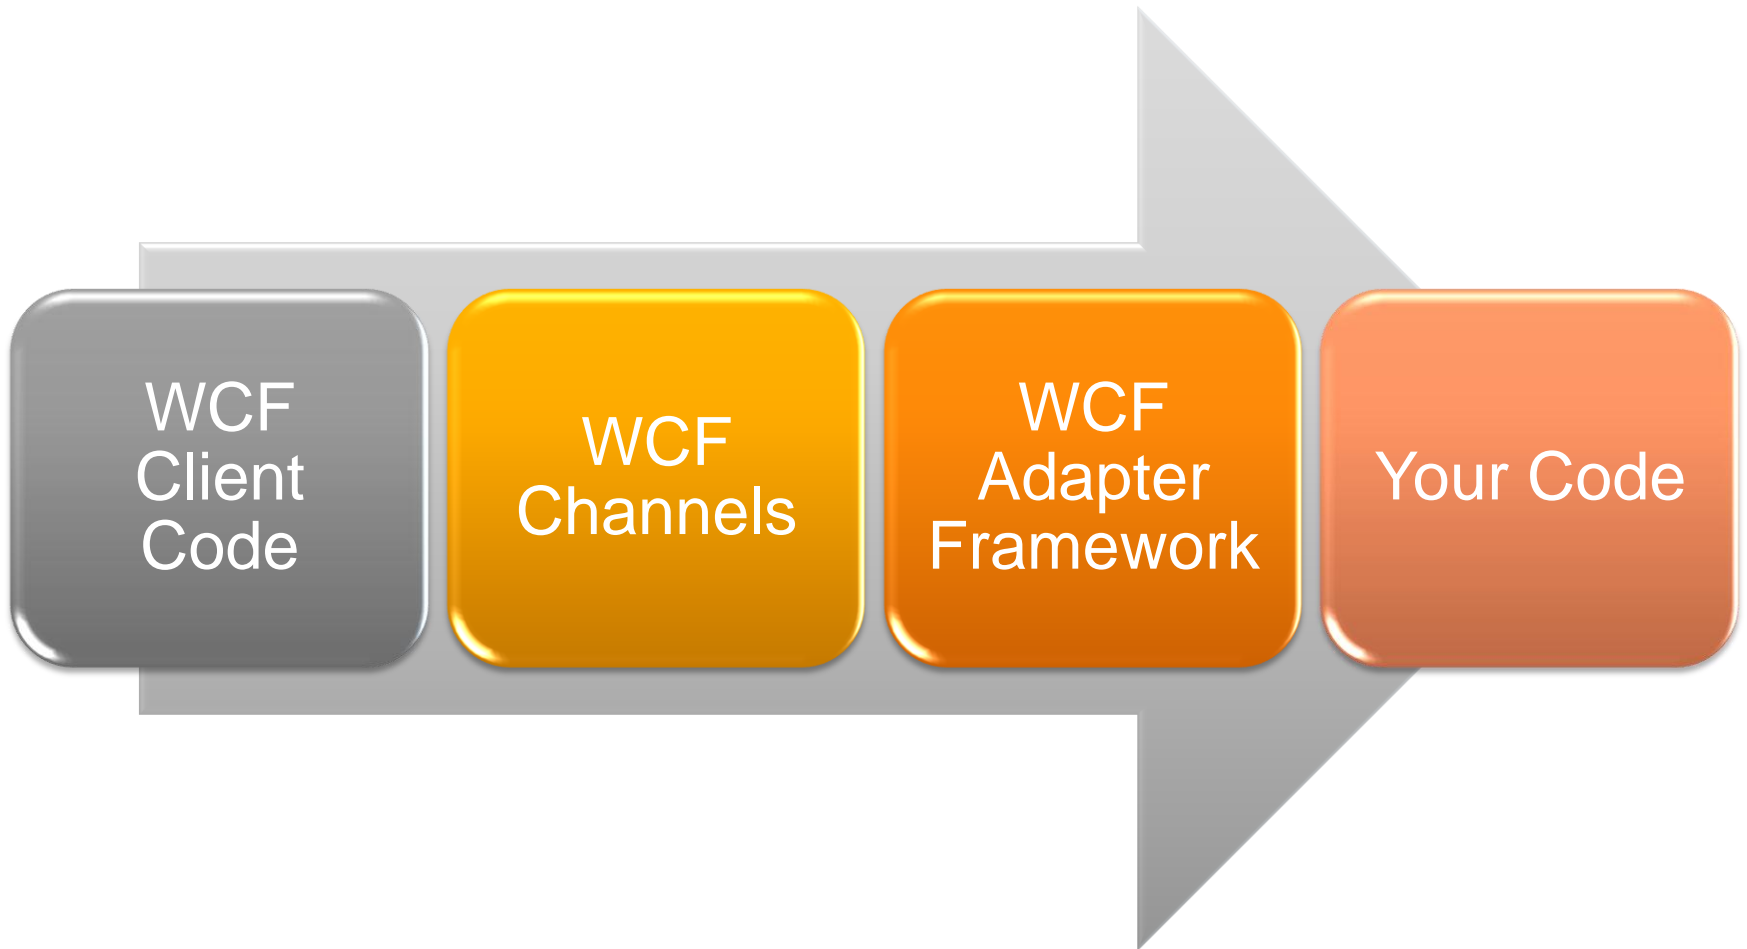 WCF
Client
Code
WCF
Channels
WCF
Adapter
Framework
Your Code